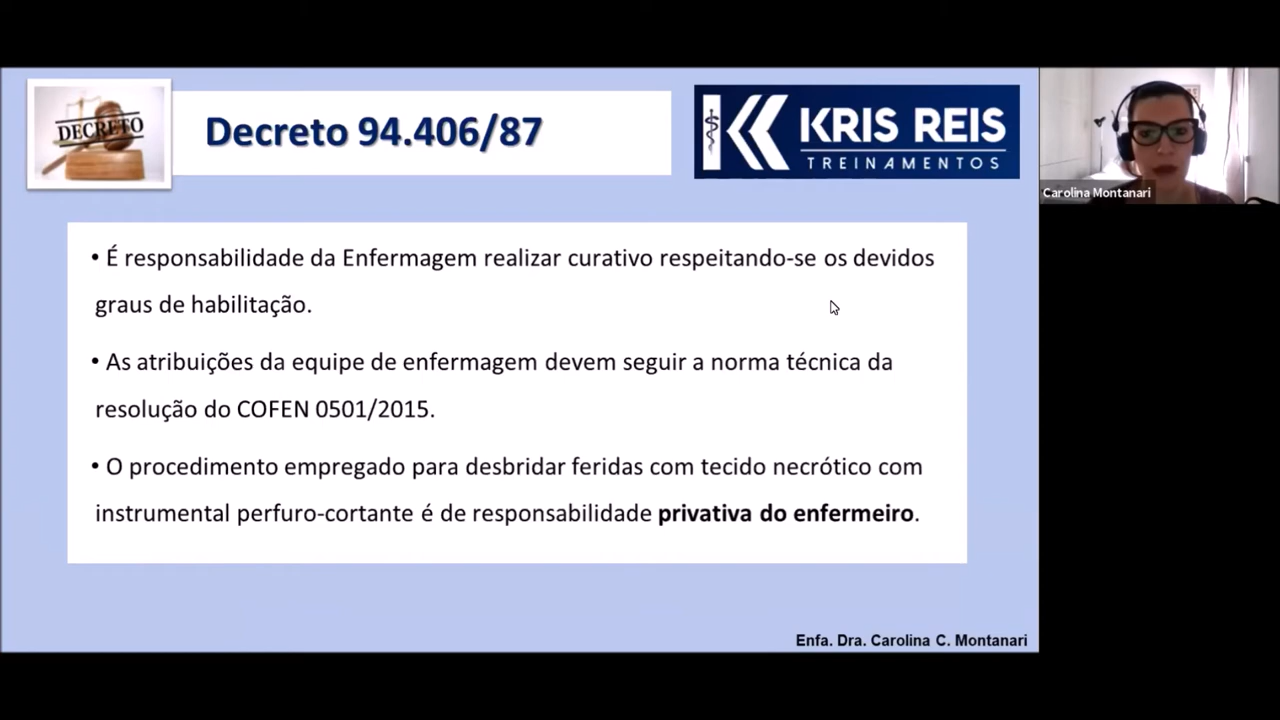 DECRETO
Decreto 94.406/87
KRIS REIS
TREINAMENTOS
Carolina Montanari
• É responsabilidade da Enfermagem realizar curativo respeitando-se os devidos
graus de habilitação.
• As atribuições da equipe de enfermagem devem seguir a norma técnica da
resolução do COFEN 0501/2015.
• O procedimento empregado para desbridar feridas com tecido necrótico com
instrumental perfuro-cortante é de responsabilidade privativa do enfermeiro.
Enfa. Dra. Carolina C. Montanari